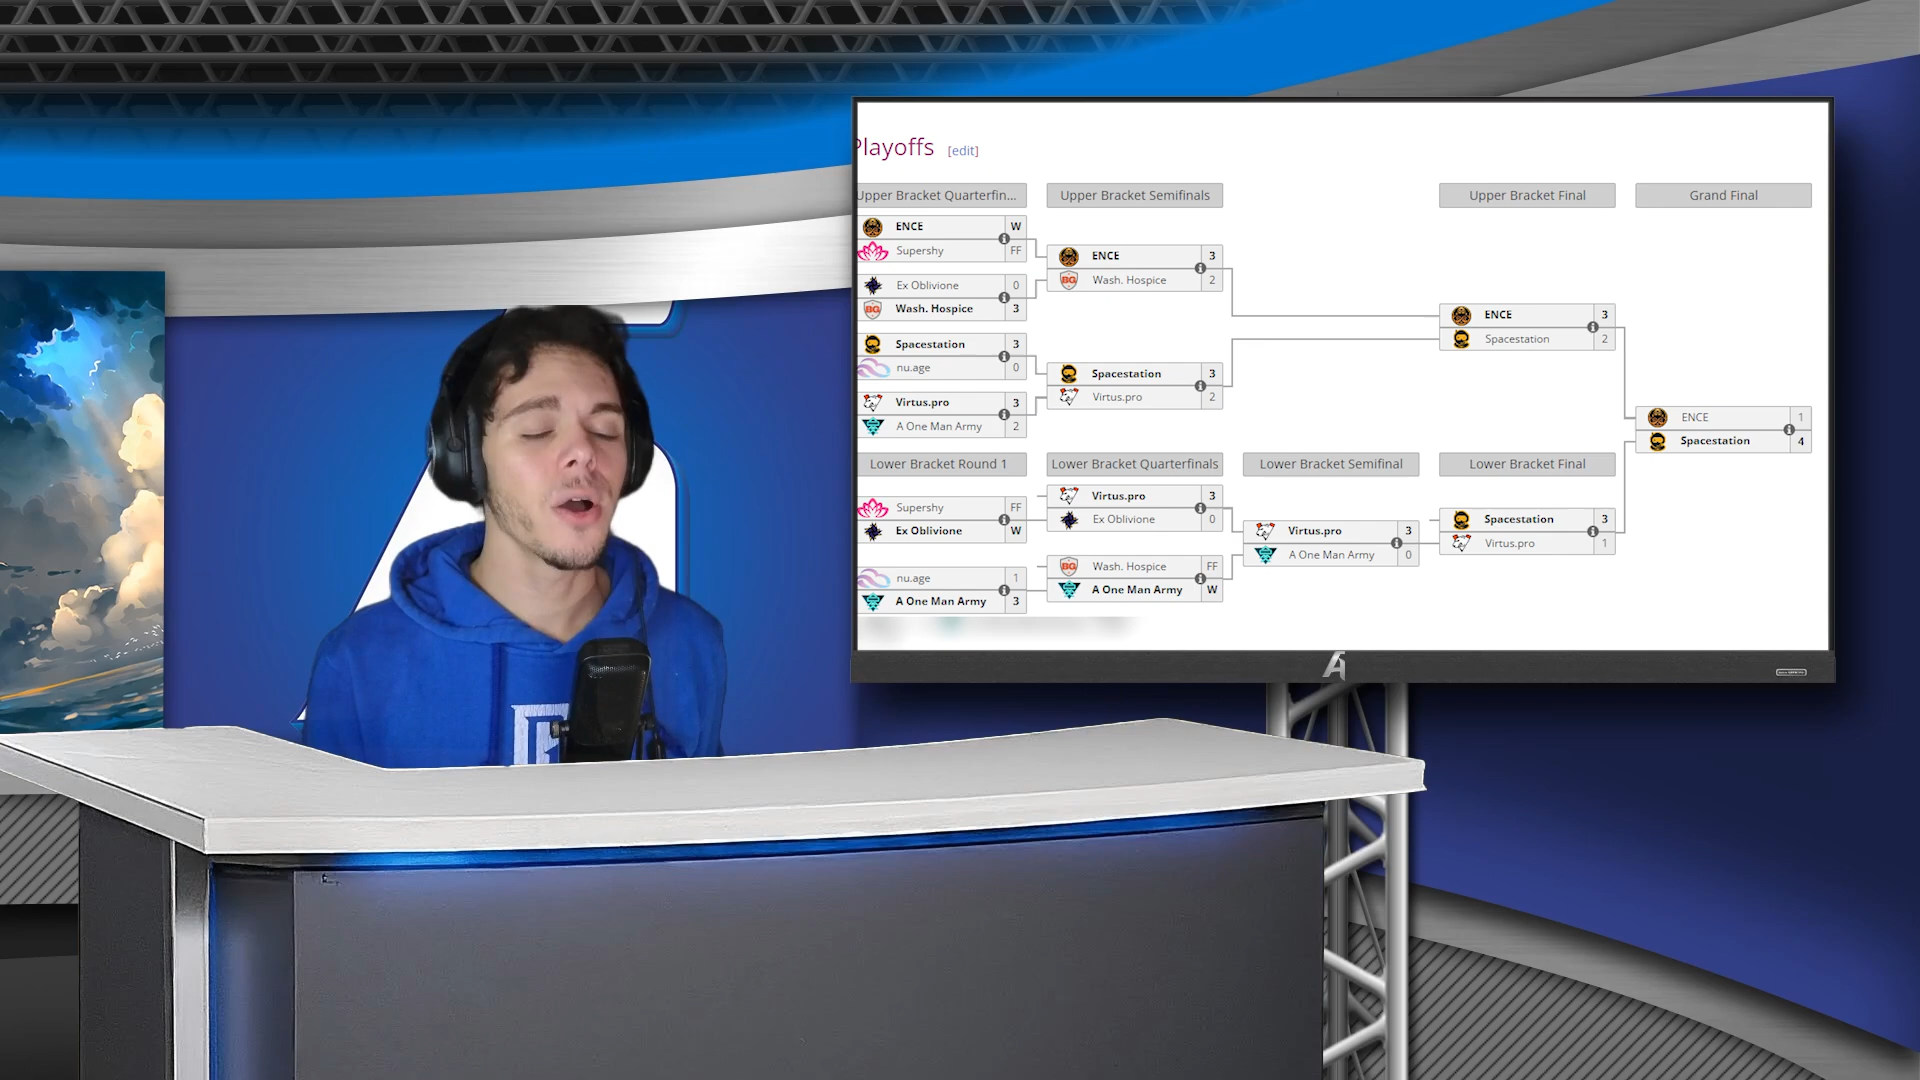 Playoffs [edit]
Upper Bracket Quarterfin...
Upper Bracket Semifinals
Upper Bracket Final
Grand Final
ENCE W
Supershy FF
Ex Oblivione 0
Wash. Hospice 3
Spacestation 3
nu.age 0
Virtus.pro 3
A One Man Army 2
ENCE 3
Wash. Hospice 2
Spacestation 3
Virtus.pro 2
ENCE 3
Spacestation 2
ENCE 1
Spacestation 4
Lower Bracket Round 1
Lower Bracket Quarterfinals
Lower Bracket Semifinal
Lower Bracket Final
Supershy FF
Ex Oblivione W
nu.age 1
A One Man Army 3
Virtus.pro 3
Ex Oblivione 0
Wash. Hospice FF
A One Man Army W
Virtus.pro 3
A One Man Army 0
Spacestation 3
Virtus.pro 1